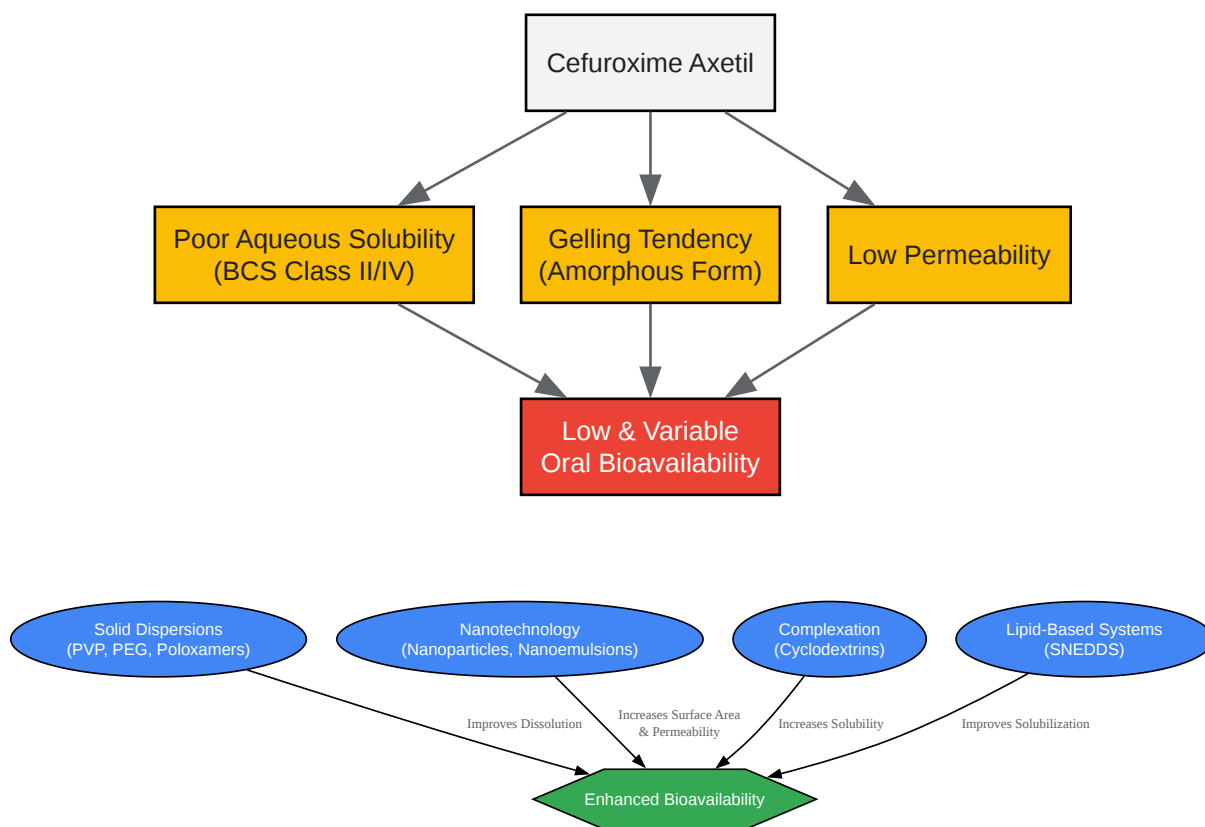 Cefuroxime Axetil
Poor Aqueous Solubility
(BCS Class II/IV)
Gelling Tendency
(Amorphous Form)
Low Permeability
Low & Variable
Oral Bioavailability
Solid Dispersions
(PVP, PEG, Poloxamers)
Nanotechnology
(Nanoparticles, Nanoemulsions)
Complexation
(Cyclodextrins)
Lipid-Based Systems
(SNEDDS)
Improves Dissolution
Increases Surface Area
& Permeability
Increases Solubility
Improves Solubilization
Enhanced Bioavailability